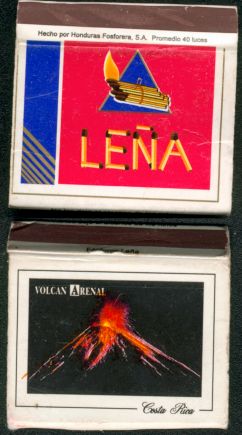 Hecho por Honduras Fosforera, S.A. Promedio 40 luces
LEÑA
VOLCAN ARENAL
Costa Rica